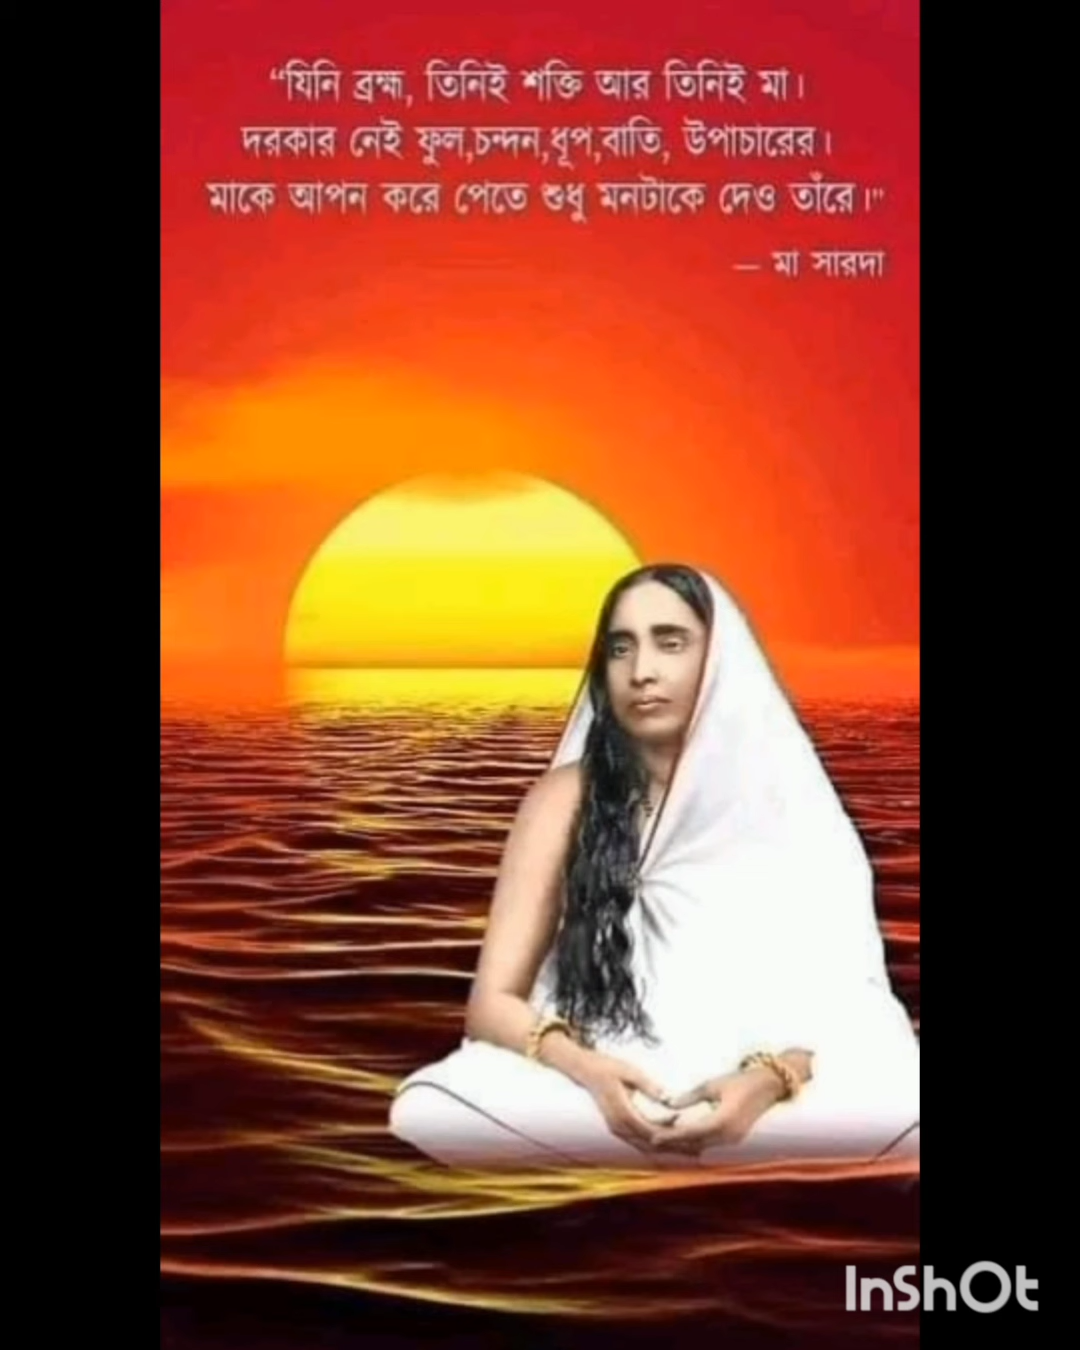 “যিনি ব্রহ্ম, তিনিই শক্তি আর তিনিই মা।
দরকার নেই ফুল,চন্দন,ধূপ,বাতি, উপাচারের।
মাকে আপন করে পেতে শুধু মনটাকে দেও তাঁরে।”
— মা সারদা
InShOt